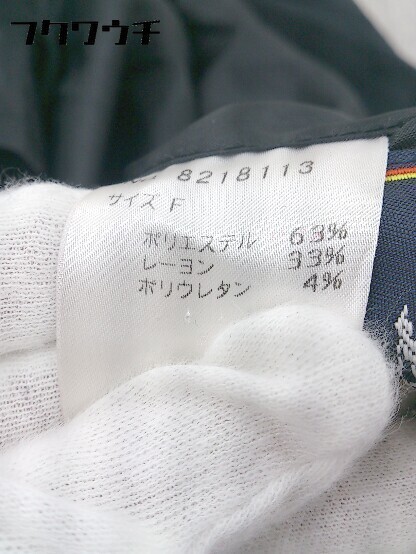 フクワウチ
8218113
サイズ F
ポリエステル 63%
レーヨン 33%
ポリウレタン 4%